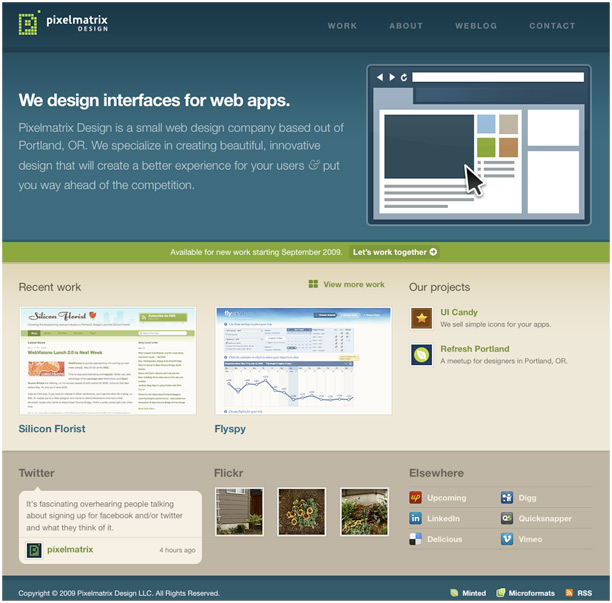 pixelmatrix
DESIGN
WORK ABOUT WEBLOG CONTACT
We design interfaces for web apps.
Pixelmatrix Design is a small web design company based out of
Portland, OR. We specialize in creating beautiful, innovative
design that will create a better experience for your users & put
you way ahead of the competition.
Available for new work starting September 2009. Let's work together
Recent work
View more work
Our projects
Silicon Florist
WebVisions Lunch 2.0 is Next Week
flyspy
UI Candy
We sell simple icons for your apps.
Refresh Portland
A meetup for designers in Portland, OR.
Silicon Florist
Flyspy
Twitter
It's fascinating overhearing people talking
about signing up for facebook and/or twitter
and what they think of it.
pixelmatrix 4 hours ago
Flickr
Elsewhere
Upcoming Digg
LinkedIn Quicksnapper
Delicious Vimeo
Copyright © 2009 Pixelmatrix Design LLC. All Rights Reserved.
Minted Microformats RSS